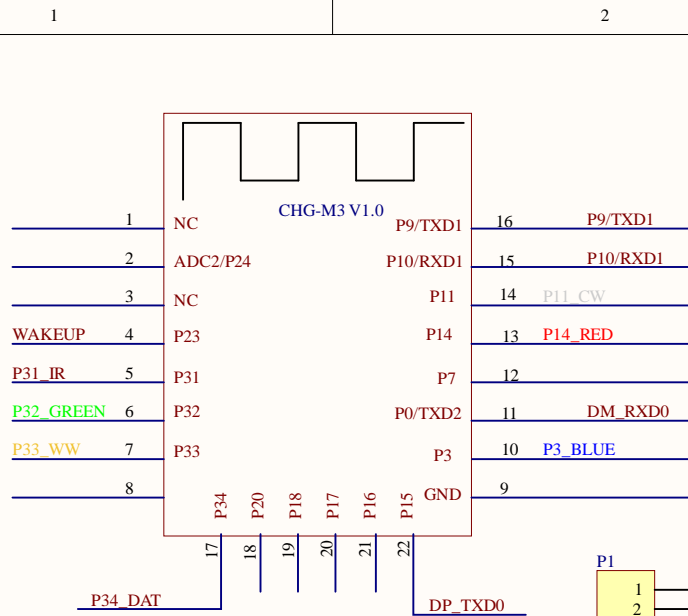 1 2
CHG-M3 V1.0
1 NC P9/TXD1 16 P9/TXD1
2 ADC2/P24 P10/RXD1 15 P10/RXD1
3 NC P11 14 P11_CW
WAKEUP 4 P23 P14 13 P14_RED
P31_IR 5 P31 P7 12
P32_GREEN 6 P32 P0/TXD2 11 DM_RXD0
P33_WW 7 P33 P3 10 P3_BLUE
8 GND 9
P34 P20 P18 P17 P16 P15
17 18 19 20 21 22
P34_DAT DP_TXD0
P1
1
2